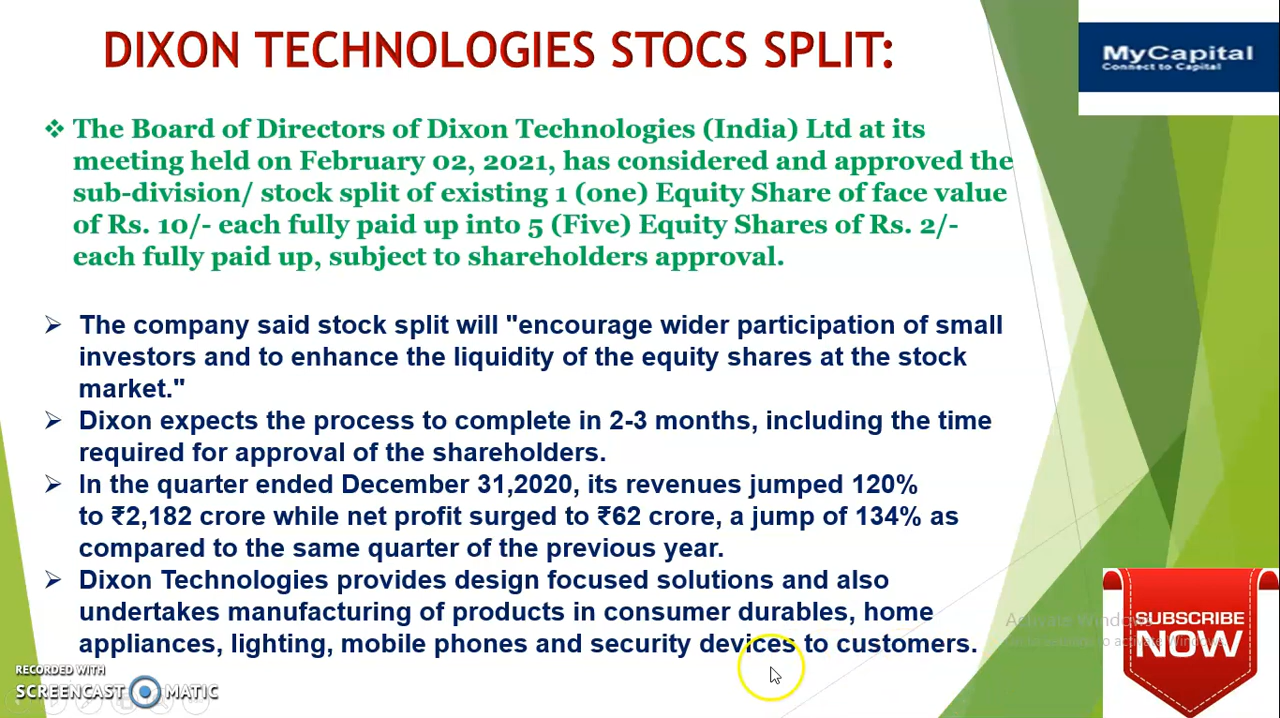 DIXON TECHNOLOGIES STOCS SPLIT:
MyCapital
Connect to Capital
❖ The Board of Directors of Dixon Technologies (India) Ltd at its
meeting held on February 02, 2021, has considered and approved the
sub-division/ stock split of existing 1 (one) Equity Share of face value
of Rs. 10/- each fully paid up into 5 (Five) Equity Shares of Rs. 2/-
each fully paid up, subject to shareholders approval.
➢ The company said stock split will "encourage wider participation of small
investors and to enhance the liquidity of the equity shares at the stock
market."
➢ Dixon expects the process to complete in 2-3 months, including the time
required for approval of the shareholders.
➢ In the quarter ended December 31,2020, its revenues jumped 120%
to ₹2,182 crore while net profit surged to ₹62 crore, a jump of 134% as
compared to the same quarter of the previous year.
➢ Dixon Technologies provides design focused solutions and also
undertakes manufacturing of products in consumer durables, home
appliances, lighting, mobile phones and security devices to customers.
Activate Windows
SUBSCRIBE
NOW
RECORDED WITH
SCREENCAST MATIC